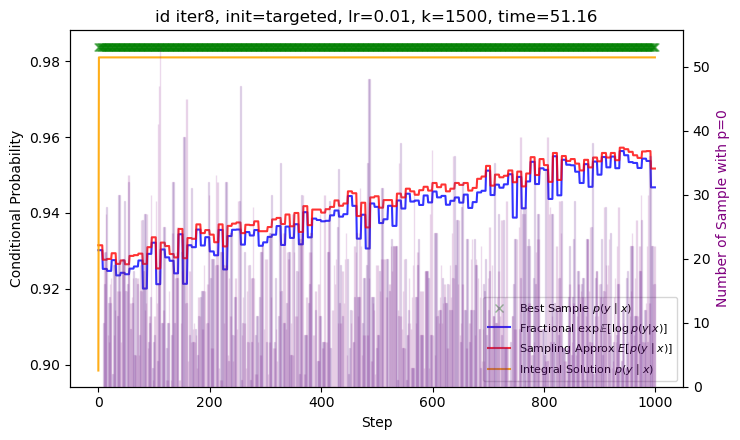 id iter8, init=targeted, lr=0.01, k=1500, time=51.16
Conditional Probability
0.98
0.96
0.94
0.92
0.90
50
40
30
20
10
0
Number of Sample with p=0
Best Sample p(y | x)
Fractional exp𝔼[log p(y|x)]
Sampling Approx E[p(y | x)]
Integral Solution p(y | x)
0 200 400 600 800 1000
Step